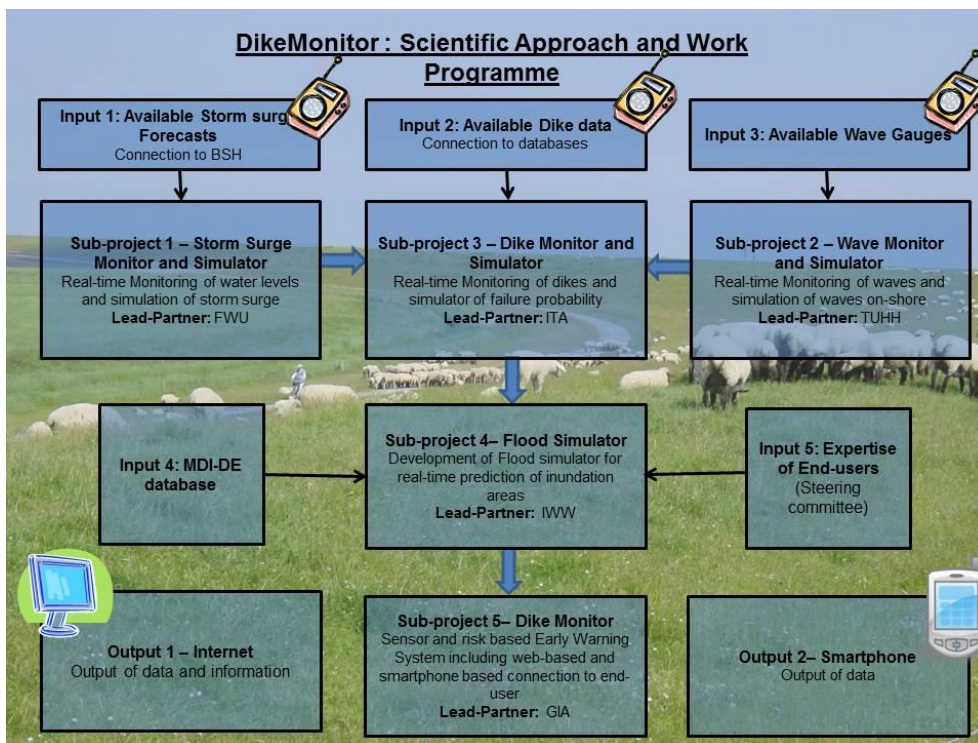 DikeMonitor : Scientific Approach and Work
Programme
Input 1: Available Storm surge
Forecasts
Connection to BSH
Input 2: Available Dike data
Connection to databases
Input 3: Available Wave Gauges
Sub-project 1 – Storm Surge
Monitor and Simulator
Real-time Monitoring of water levels
and simulation of storm surge
Lead-Partner: FWU
Sub-project 3 – Dike Monitor and
Simulator
Real-time Monitoring of dikes and
simulator of failure probability
Lead-Partner: ITA
Sub-project 2 – Wave Monitor
and Simulator
Real-time Monitoring of waves and
simulation of waves on-shore
Lead-Partner: TUHH
Input 4: MDI-DE
database
Sub-project 4– Flood Simulator
Development of Flood simulator for
real-time prediction of inundation
areas
Lead-Partner: IWW
Input 5: Expertise
of End-users
(Steering
committee)
Output 1 – Internet
Output of data and information
Sub-project 5– Dike Monitor
Sensor and risk based Early Warning
System including web-based and
smartphone based connection to end-
user
Lead-Partner: GIA
Output 2– Smartphone
Output of data